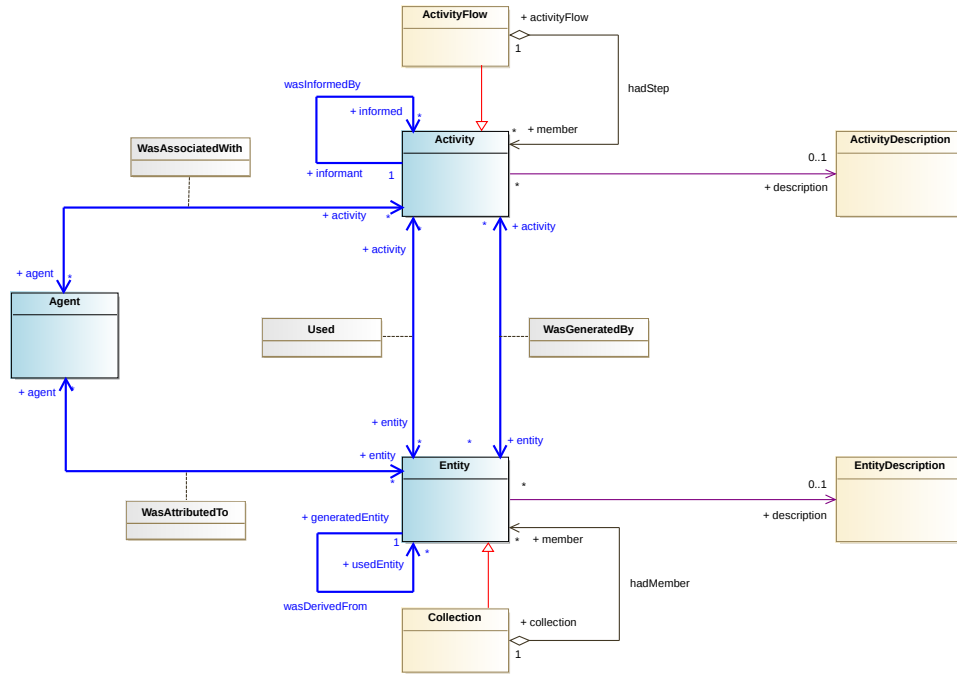 ActivityFlow
+ activityFlow
1
wasInformedBy
hadStep
+ informed
*
* + member
Activity
ActivityDescription
WasAssociatedWith
0..1
+ informant
1
*
+ description
+ activity
*
*
*
+ activity
+ activity
+ agent
*
Agent
Used
WasGeneratedBy
+ agent
*
+ entity
*
*
+ entity
+ entity
*
Entity
EntityDescription
*
0..1
WasAttributedTo
+ generatedEntity
+ description
1
*
* + member
+ usedEntity
hadMember
wasDerivedFrom
Collection
+ collection
1